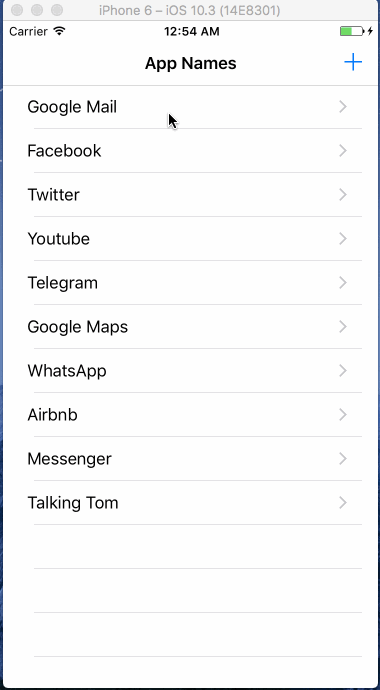 iPhone 6 – iOS 10.3 (14E8301)
Carrier 12:54 AM
App Names
Google Mail
Facebook
Twitter
Youtube
Telegram
Google Maps
WhatsApp
Airbnb
Messenger
Talking Tom